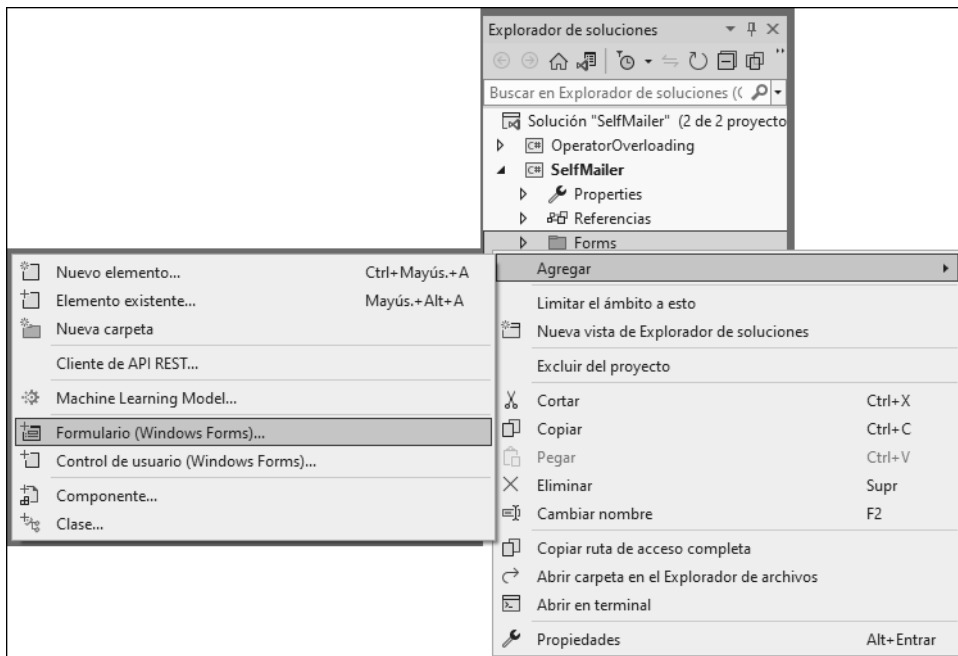 Explorador de soluciones
Buscar en Explorador de soluciones ((
Solución "SelfMailer" (2 de 2 proyecto
C# OperatorOverloading
C# SelfMailer
Properties
Referencias
Forms
Agregar
Limitar el ámbito a esto
Nueva vista de Explorador de soluciones
Excluir del proyecto
Cortar Ctrl+X
Copiar Ctrl+C
Pegar Ctrl+V
Eliminar Supr
Cambiar nombre F2
Copiar ruta de acceso completa
Abrir carpeta en el Explorador de archivos
Abrir en terminal
Propiedades Alt+Entrar
Nuevo elemento... Ctrl+Mayús.+A
Elemento existente... Mayús.+Alt+A
Nueva carpeta
Cliente de API REST...
Machine Learning Model...
Formulario (Windows Forms)...
Control de usuario (Windows Forms)...
Componente...
Clase...